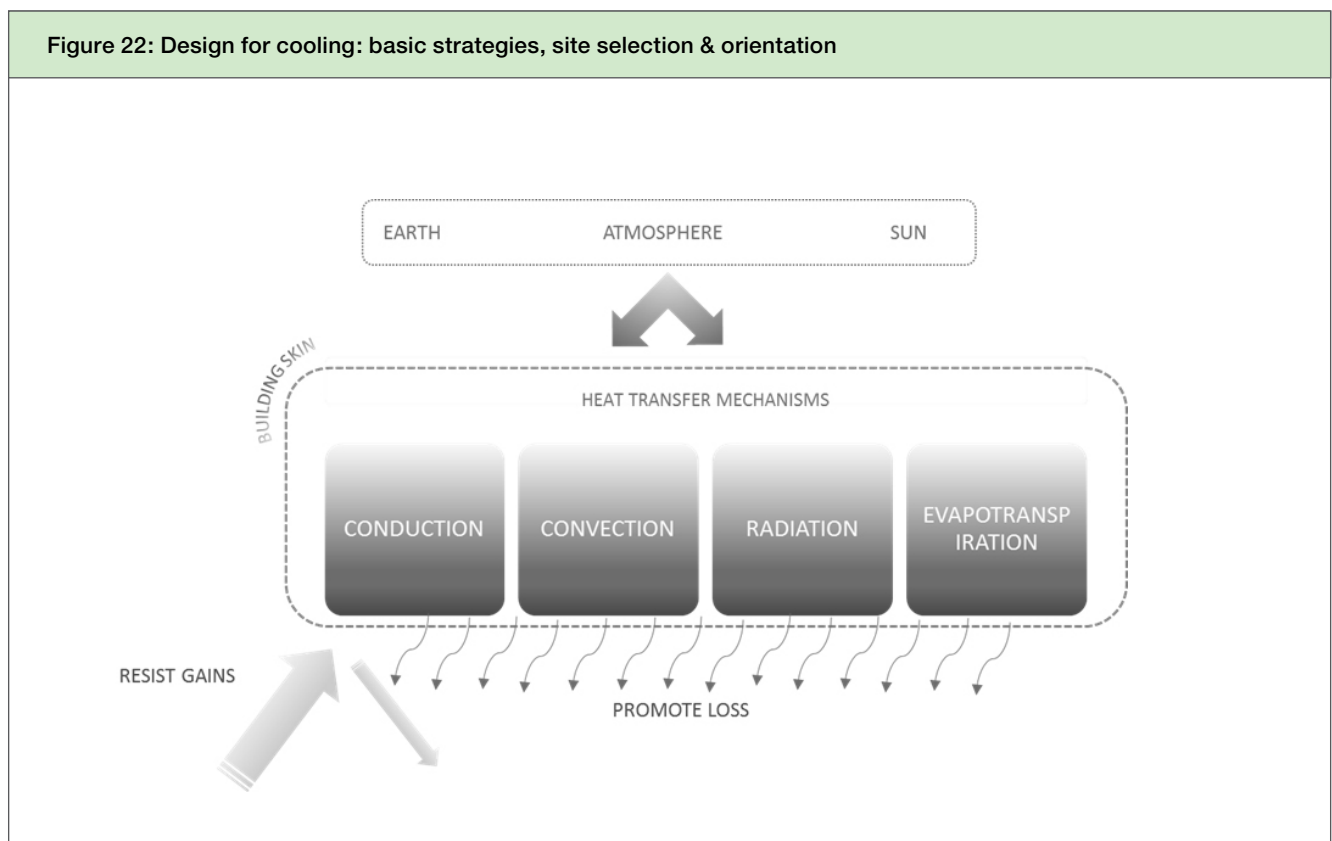 Figure 22: Design for cooling: basic strategies, site selection & orientation
EARTH
ATMOSPHERE
SUN
BUILDING SKIN
HEAT TRANSFER MECHANISMS
CONDUCTION
CONVECTION
RADIATION
EVAPOTRANSP
IRATION
RESIST GAINS
PROMOTE LOSS